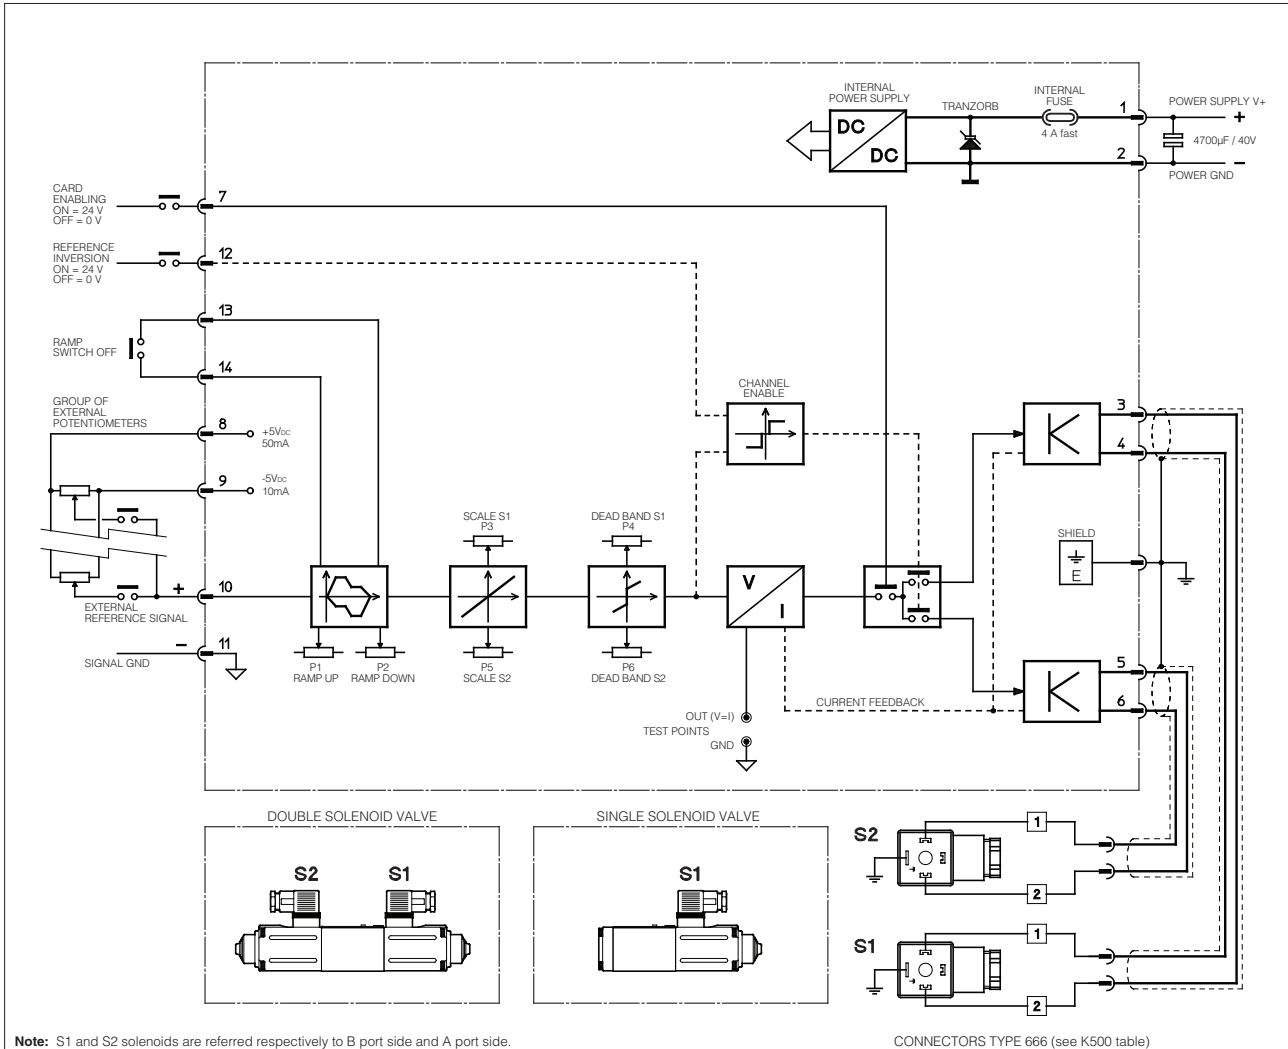 INTERNAL
POWER SUPPLY
DC
DC
TRANZORB
INTERNAL
FUSE
4 A fast
1
POWER SUPPLY V+
+
4700µF / 40V
2
−
POWER GND
CARD
ENABLING
ON = 24 V
OFF = 0 V
7
REFERENCE
INVERSION
ON = 24 V
OFF = 0 V
12
13
RAMP
SWITCH OFF
14
GROUP OF
EXTERNAL
POTENTIOMETERS
8
+5VDC
50mA
9
-5VDC
10mA
CHANNEL
ENABLE
3
4
SCALE S1
P3
DEAD BAND S1
P4
SHIELD
E
+
10
EXTERNAL
REFERENCE SIGNAL
V
I
−
11
SIGNAL GND
P1
RAMP UP
P2
RAMP DOWN
P5
SCALE S2
P6
DEAD BAND S2
5
6
CURRENT FEEDBACK
OUT (V=I)
TEST POINTS
GND
DOUBLE SOLENOID VALVE
S2
S1
SINGLE SOLENOID VALVE
S1
S2
1
2
S1
1
2
Note: S1 and S2 solenoids are referred respectively to B port side and A port side.
CONNECTORS TYPE 666 (see K500 table)